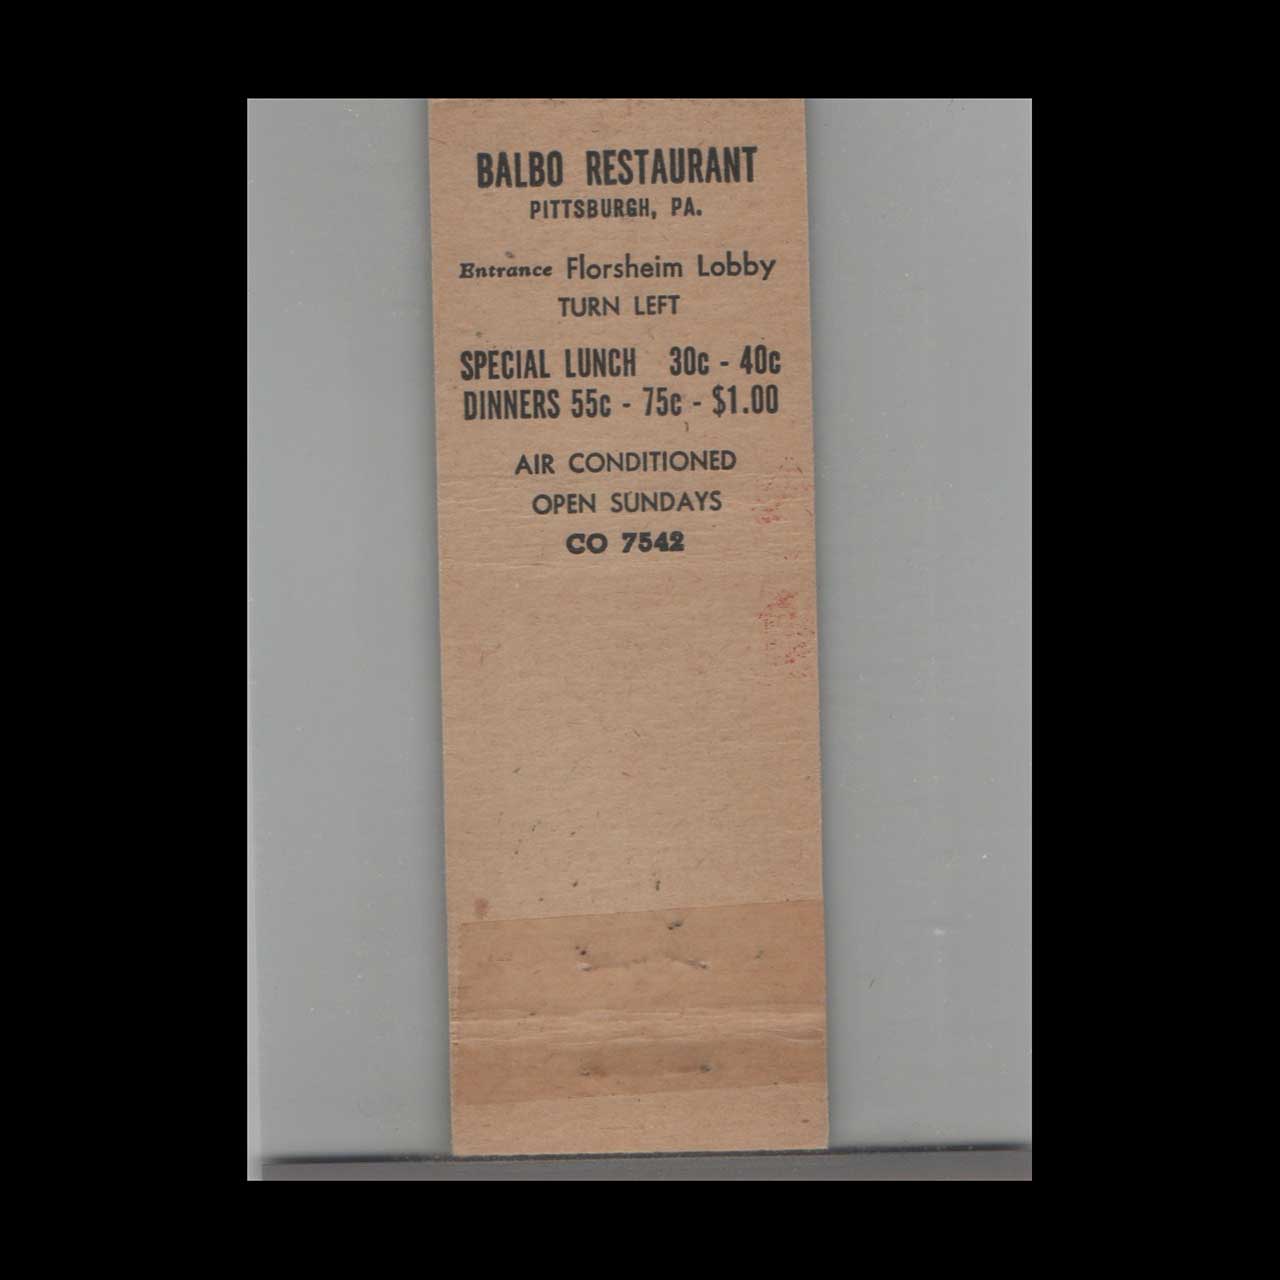 BALBO RESTAURANT
PITTSBURGH, PA.
Entrance Florsheim Lobby
TURN LEFT
SPECIAL LUNCH 30c - 40c
DINNERS 55c - 75c - $1.00
AIR CONDITIONED
OPEN SUNDAYS
CO 7542